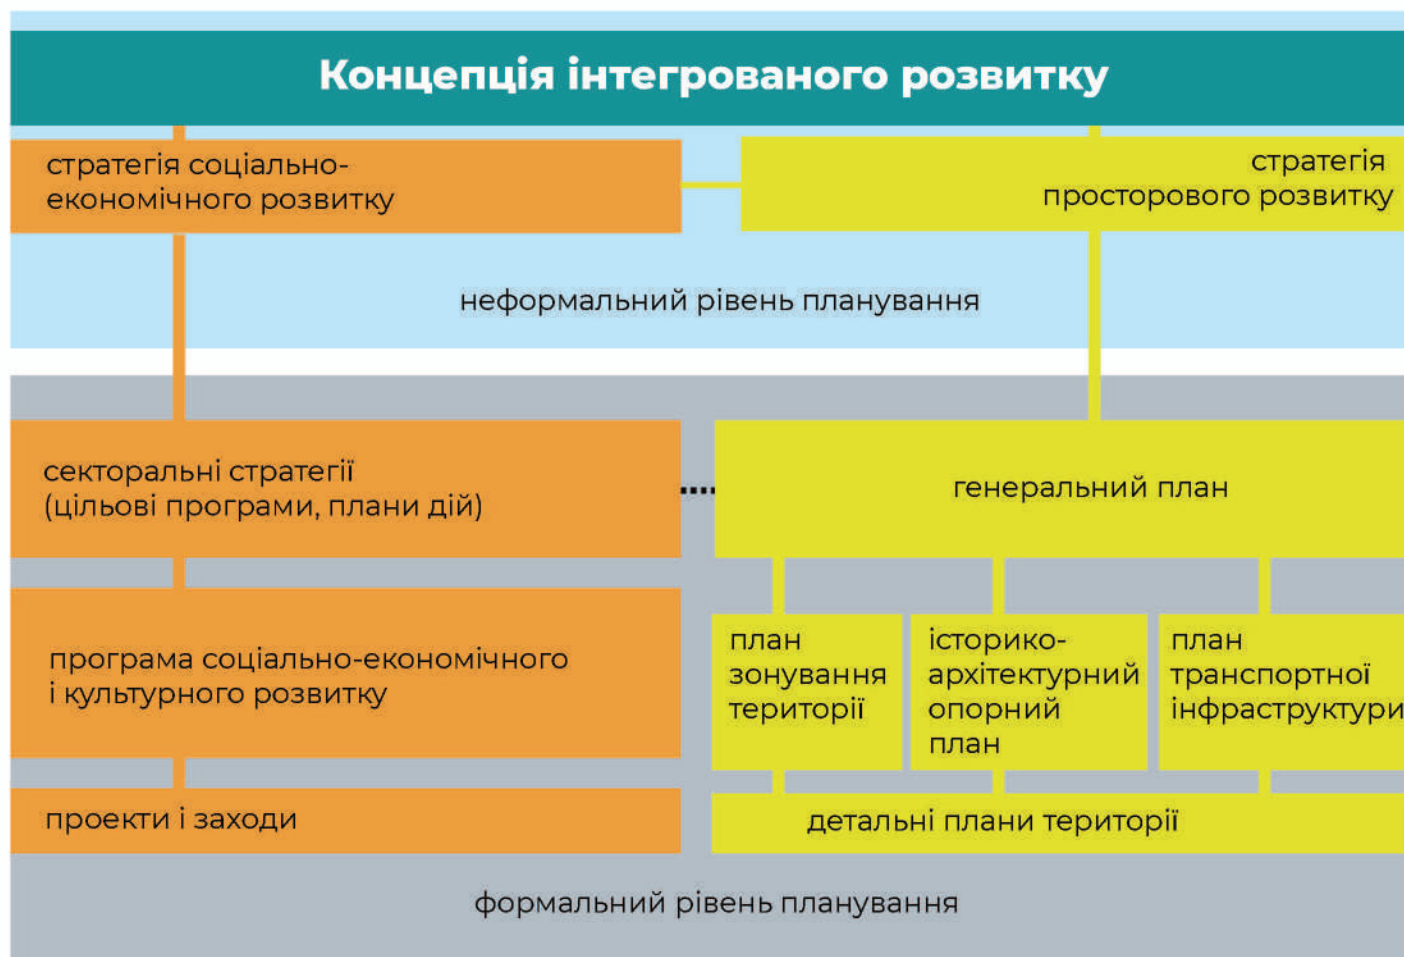 Концепція інтегрованого розвитку
стратегія соціально-
економічного розвитку
стратегія
просторового розвитку
неформальний рівень планування
секторальні стратегії
(цільові програми, плани дій)
генеральний план
програма соціально-економічного
і культурного розвитку
план
зонування
території
історико-
архітектурний
опорний
план
план
транспортної
інфраструктури
проекти і заходи
детальні плани території
формальний рівень планування